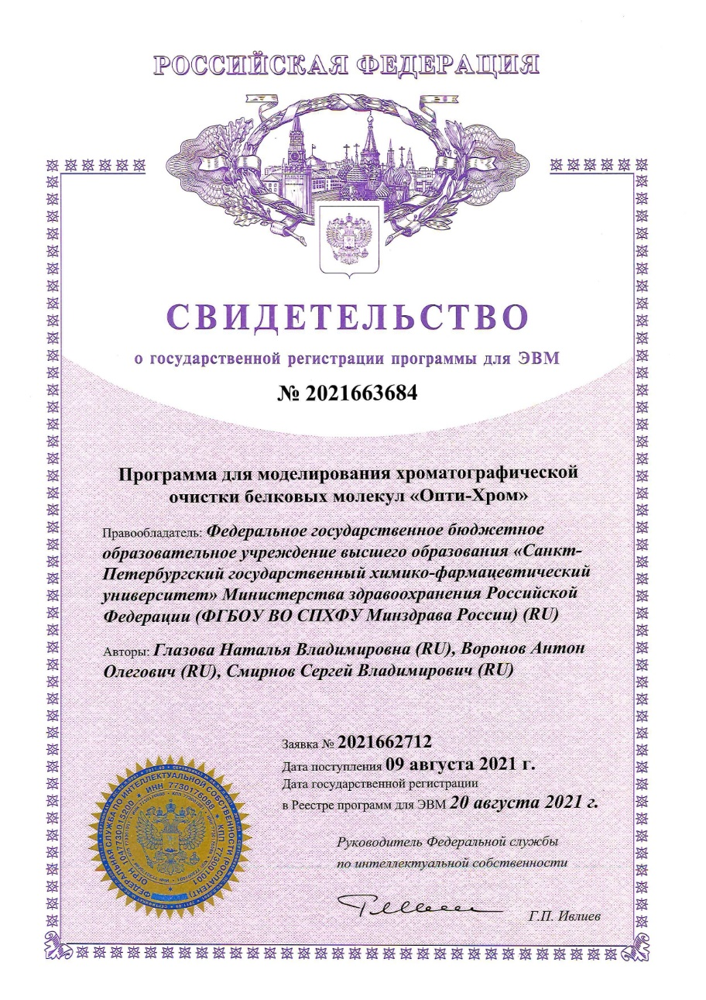 РОССИЙСКАЯ ФЕДЕРАЦИЯ
СВИДЕТЕЛЬСТВО
о государственной регистрации программы для ЭВМ
№ 2021663684
Программа для моделирования хроматографической
очистки белковых молекул «Опти-Хром»
Правообладатель: Федеральное государственное бюджетное
образовательное учреждение высшего образования «Санкт-
Петербургский государственный химико-фармацевтический
университет» Министерства здравоохранения Российской
Федерации (ФГБОУ ВО СПХФУ Минздрава России) (RU)
Авторы: Глазова Наталья Владимировна (RU), Воронов Антон
Олегович (RU), Смирнов Сергей Владимирович (RU)
Заявка № 2021662712
Дата поступления 09 августа 2021 г.
Дата государственной регистрации
в Реестре программ для ЭВМ 20 августа 2021 г.
Руководитель Федеральной службы
по интеллектуальной собственности
Г.П. Ивлиев
ФЕДЕРАЛЬНАЯ СЛУЖБА ПО ИНТЕЛЛЕКТУАЛЬНОЙ СОБСТВЕННОСТИ (РОСПАТЕНТ)
ОГРН 1047730015200 * ИНН 7730176088 * КПП 773001001